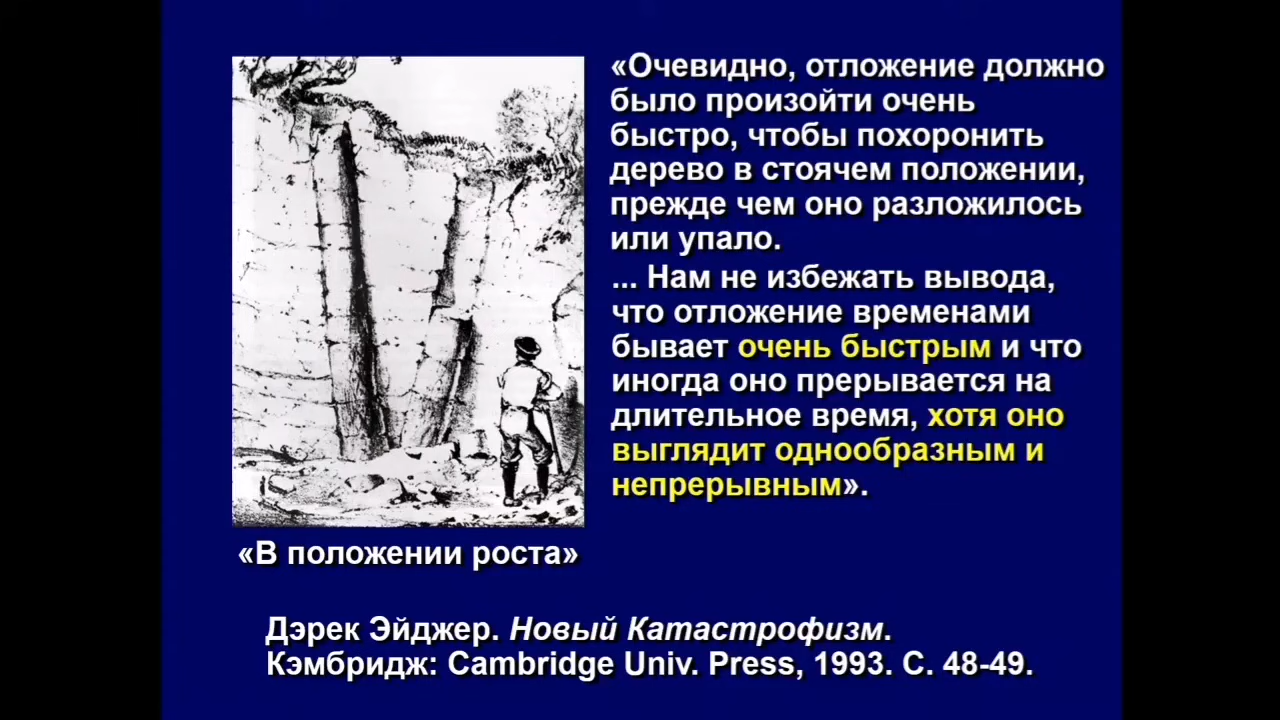 «Очевидно, отложение должно
было произойти очень
быстро, чтобы похоронить
дерево в стоячем положении,
прежде чем оно разложилось
или упало.
... Нам не избежать вывода,
что отложение временами
бывает очень быстрым и что
иногда оно прерывается на
длительное время, хотя оно
выглядит однообразным и
непрерывным».
«В положении роста»
Дэрек Эйджер. Новый Катастрофизм.
Кэмбридж: Cambridge Univ. Press, 1993. С. 48-49.